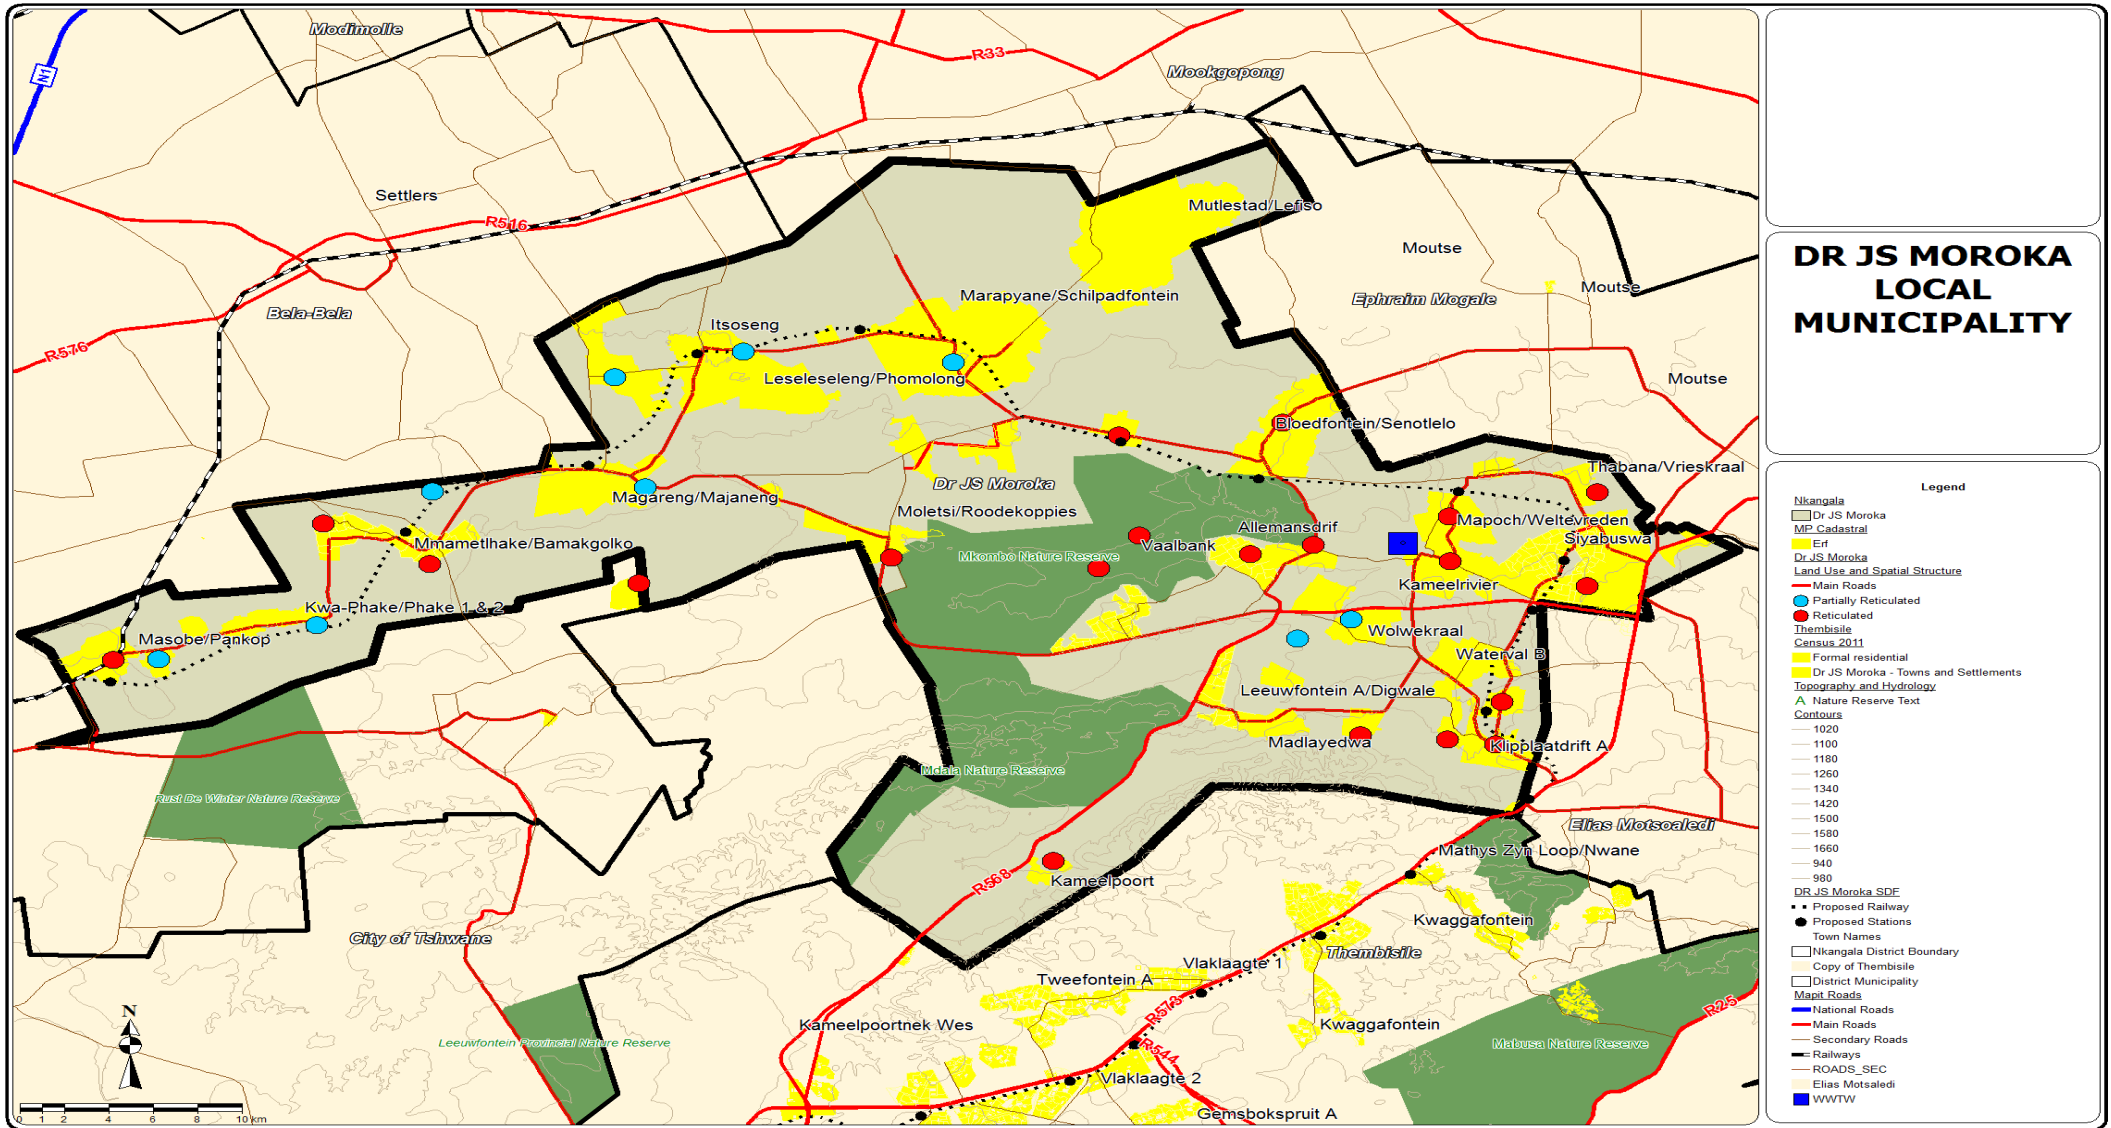 Modimolle
N1
R33
Mookgopong
Settlers
R516
Mutlestad/Lefiso
Moutse
Moutse
Ephraim Mogale
Marapyane/Schilpadfontein
Bela-Bela
Itsoseng
R576
Leseleseleng/Phomolong
Moutse
Bloedfontein/Senotlelo
Thabana/Vrieskraal
Dr JS Moroka
Magareng/Majaneng
Moletsi/Roodekoppies
Mapoch/Weltevreden
Allemansdrif
Siyabuswa
Mmametlhake/Bamakgolko
Vaalbank
Mkombo Nature Reserve
Kameelrivier
Kwa-Phake/Phake 1 & 2
Masobe/Pankop
Wolwekraal
Waterval B
Leeuwfontein A/Digwale
Madlayedwa
Klipplaatdrift A
Mdala Nature Reserve
Rust De Winter Nature Reserve
Elias Motsoaledi
Mathys Zyn Loop/Nwane
R568
Kameelpoort
Kwaggafontein
City of Tshwane
Thembisile
Vlaklaagte 1
Tweefontein A
R573
R25
Kameelpoortnek Wes
Kwaggafontein
Leeuwfontein Provincial Nature Reserve
Mabusa Nature Reserve
R544
Vlaklaagte 2
Gemsbokspruit A
N
0 1 2 4 6 8 10 km
DR JS MOROKA
LOCAL
MUNICIPALITY
Legend
Nkangala
Dr JS Moroka
MP Cadastral
Erf
Dr JS Moroka
Land Use and Spatial Structure
Main Roads
Partially Reticulated
Reticulated
Thembisile
Census 2011
Formal residential
Dr JS Moroka - Towns and Settlements
Topography and Hydrology
A Nature Reserve Text
Contours
1020
1100
1180
1260
1340
1420
1500
1580
1660
940
980
DR JS Moroka SDF
Proposed Railway
Proposed Stations
Town Names
Nkangala District Boundary
Copy of Thembisile
District Municipality
Mapit Roads
National Roads
Main Roads
Secondary Roads
Railways
ROADS_SEC
Elias Motsaledi
WWTW